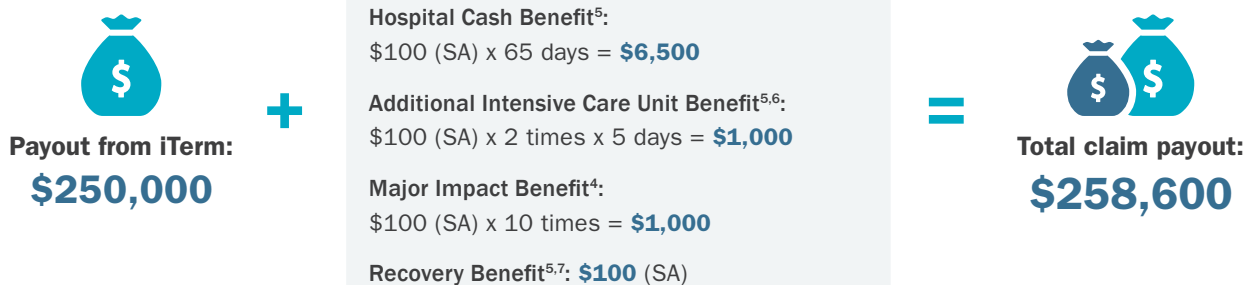 $
Payout from iTerm:
$250,000
+
Hospital Cash Benefit5:
$100 (SA) x 65 days = $6,500
Additional Intensive Care Unit Benefit5,6:
$100 (SA) x 2 times x 5 days = $1,000
Major Impact Benefit4:
$100 (SA) x 10 times = $1,000
Recovery Benefit5,7: $100 (SA)
=
$ $
Total claim payout:
$258,600